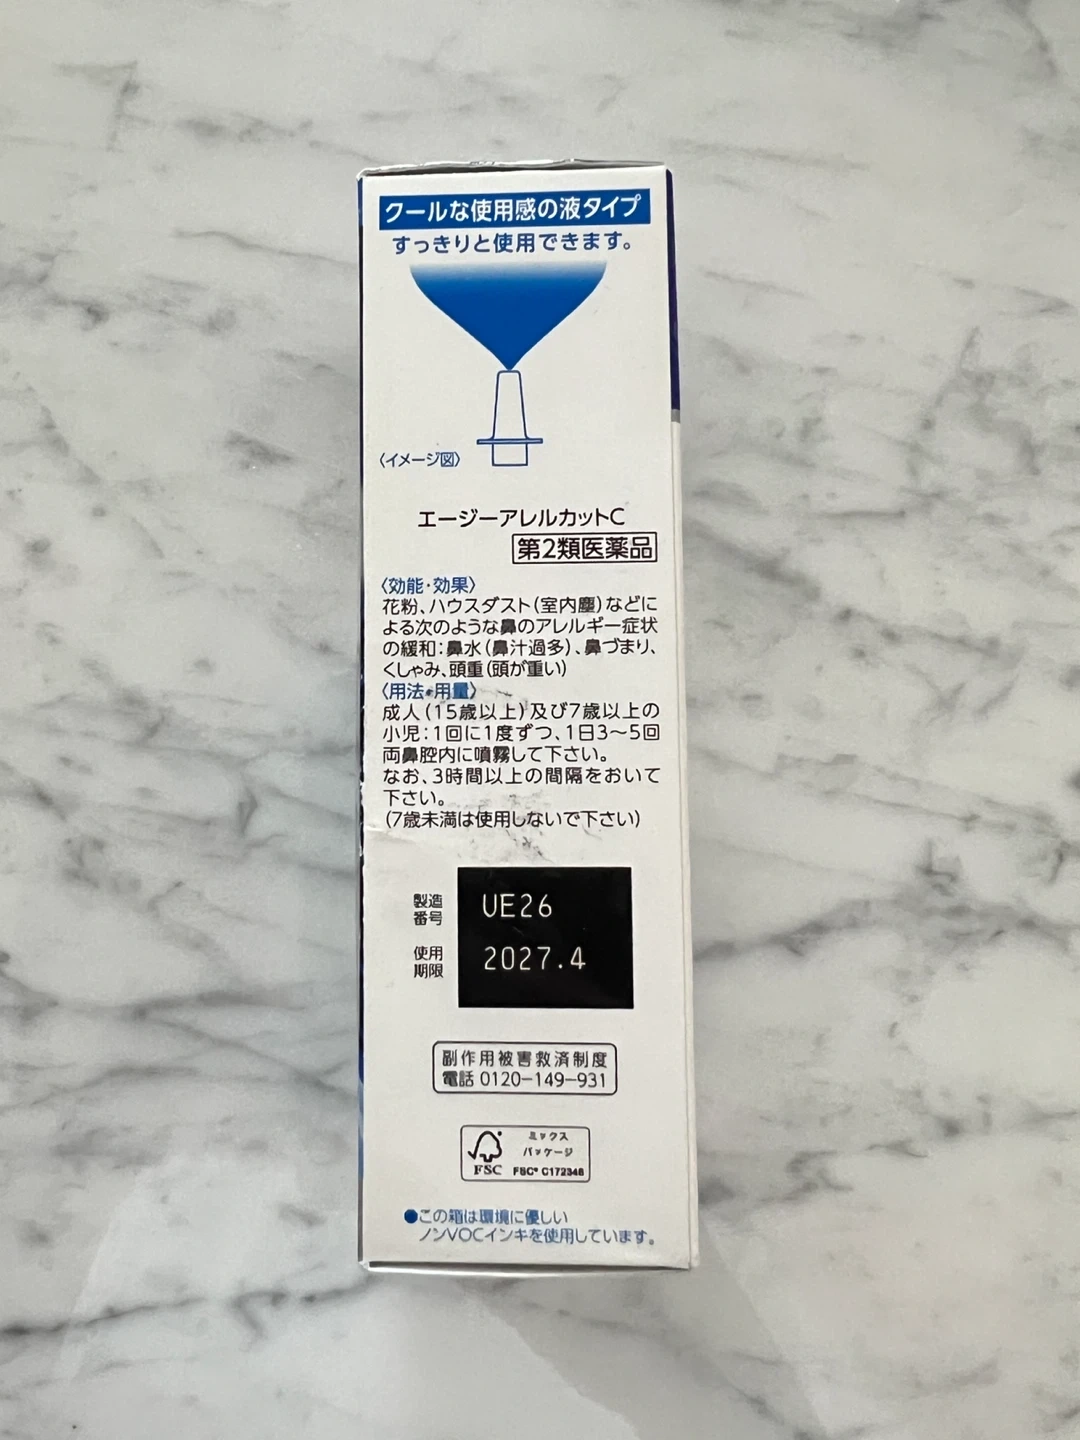 クールな使用感の液タイプ
すっきりと使用できます。
〈イメージ図〉
エージーアレルカットC
第2類医薬品
〈効能・効果〉
花粉、ハウスダスト(室内塵)などに
よる次のような鼻のアレルギー症状
の緩和:鼻水(鼻汁過多)、鼻づまり、
くしゃみ、頭重(頭が重い)
〈用法・用量〉
成人(15歳以上)及び7歳以上の
小児:1回に1度ずつ、1日3〜5回
両鼻腔内に噴霧して下さい。
なお、3時間以上の間隔をおいて
下さい。
(7歳未満は使用しないで下さい)
製造
番号
UE26
使用
期限
2027.4
副作用被害救済制度
電話 0120-149-931
ミックス
パッケージ
FSC
FSC® C172346
●この箱は環境に優しい
ノンVOCインキを使用しています。